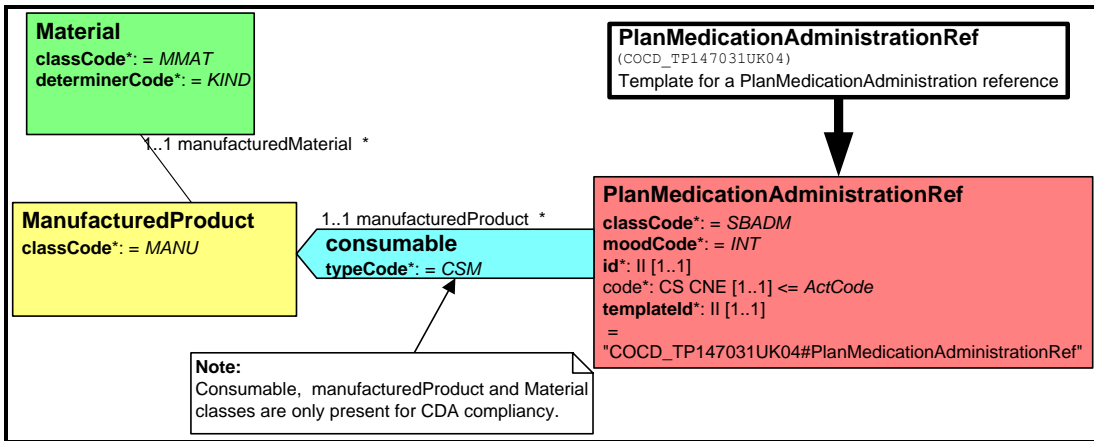 Material
classCode*: = MMAT
determinerCode*: = KIND
1..1 manufacturedMaterial *
ManufacturedProduct
classCode*: = MANU
1..1 manufacturedProduct *
consumable
typeCode*: = CSM
Note:
Consumable, manufacturedProduct and Material
classes are only present for CDA compliancy.
PlanMedicationAdministrationRef
(COCD_TP147031UK04)
Template for a PlanMedicationAdministration reference
PlanMedicationAdministrationRef
classCode*: = SBADM
moodCode*: = INT
id*: II [1..1]
code*: CS CNE [1..1] <= ActCode
templateId*: II [1..1]
=
"COCD_TP147031UK04#PlanMedicationAdministrationRef"